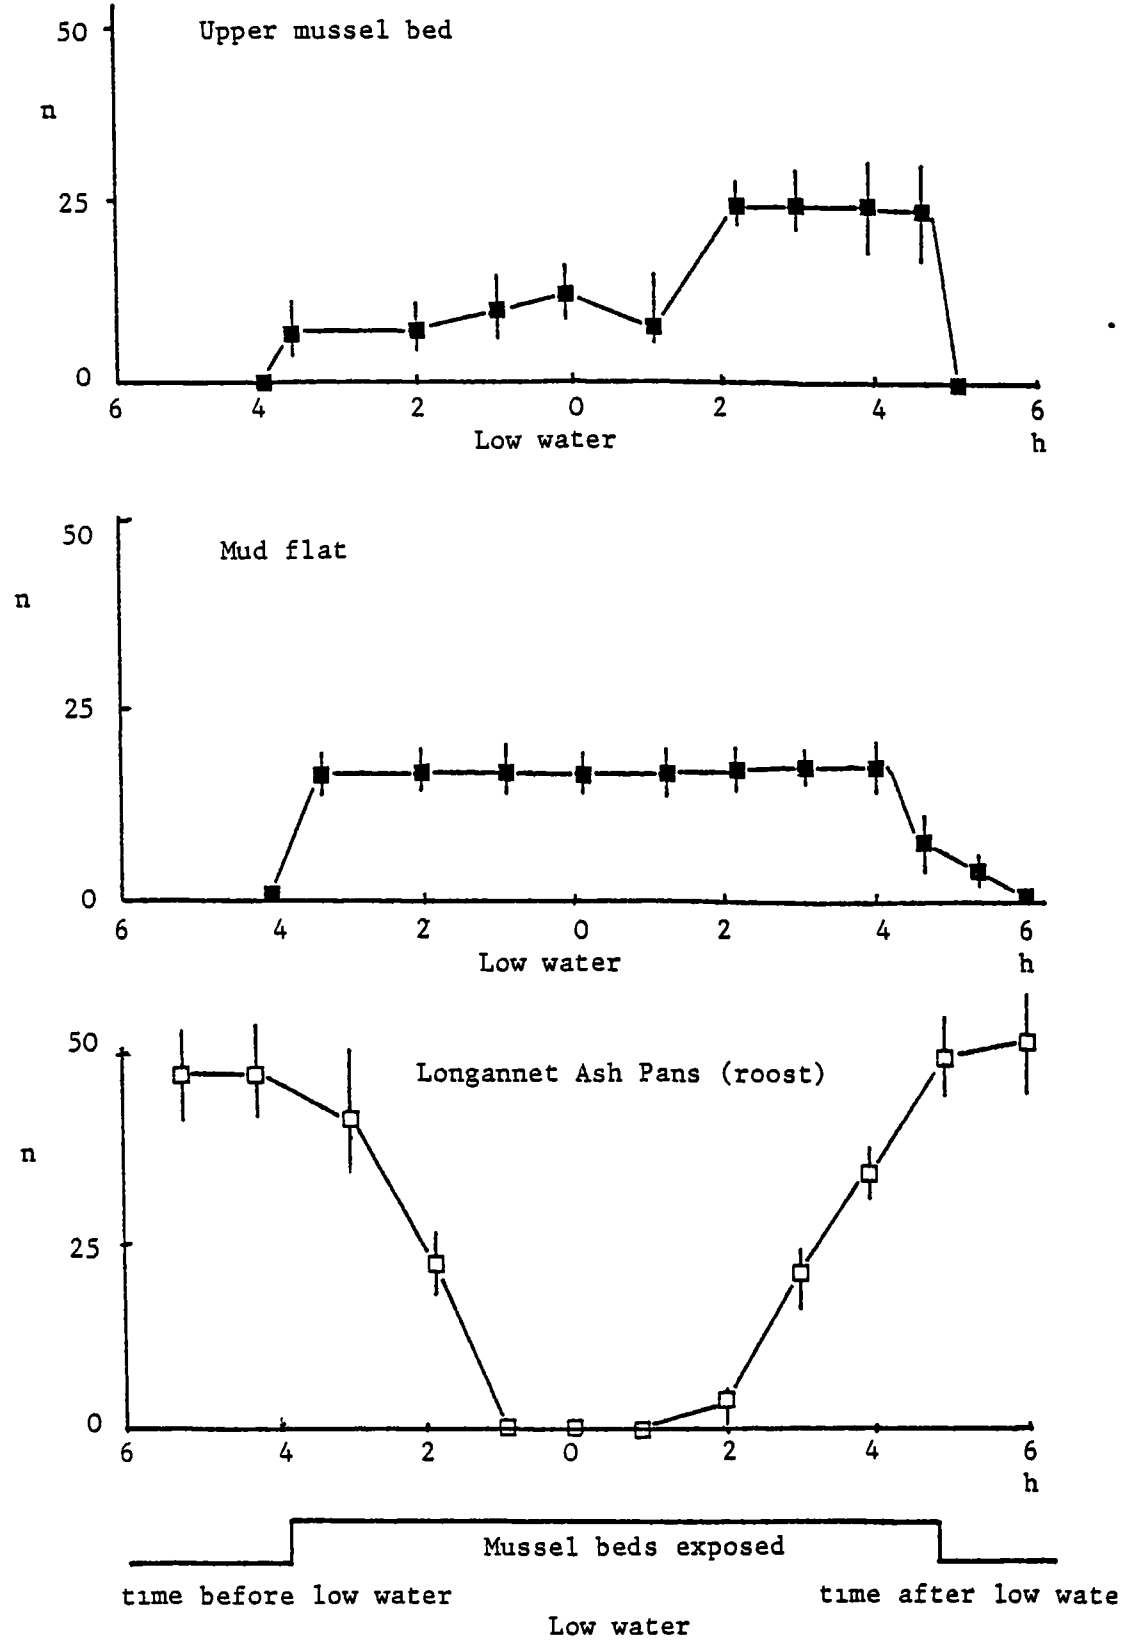 50 Upper mussel bed
n
25
0
6 4 2 0 2 4 6
Low water h
50
Mud flat
n
25
0
6 4 2 0 2 4 6
Low water h
50
Longannet Ash Pans (roost)
n
25
0
6 4 2 0 2 4 6
h
Mussel beds exposed
time before low water time after low wate
Low water